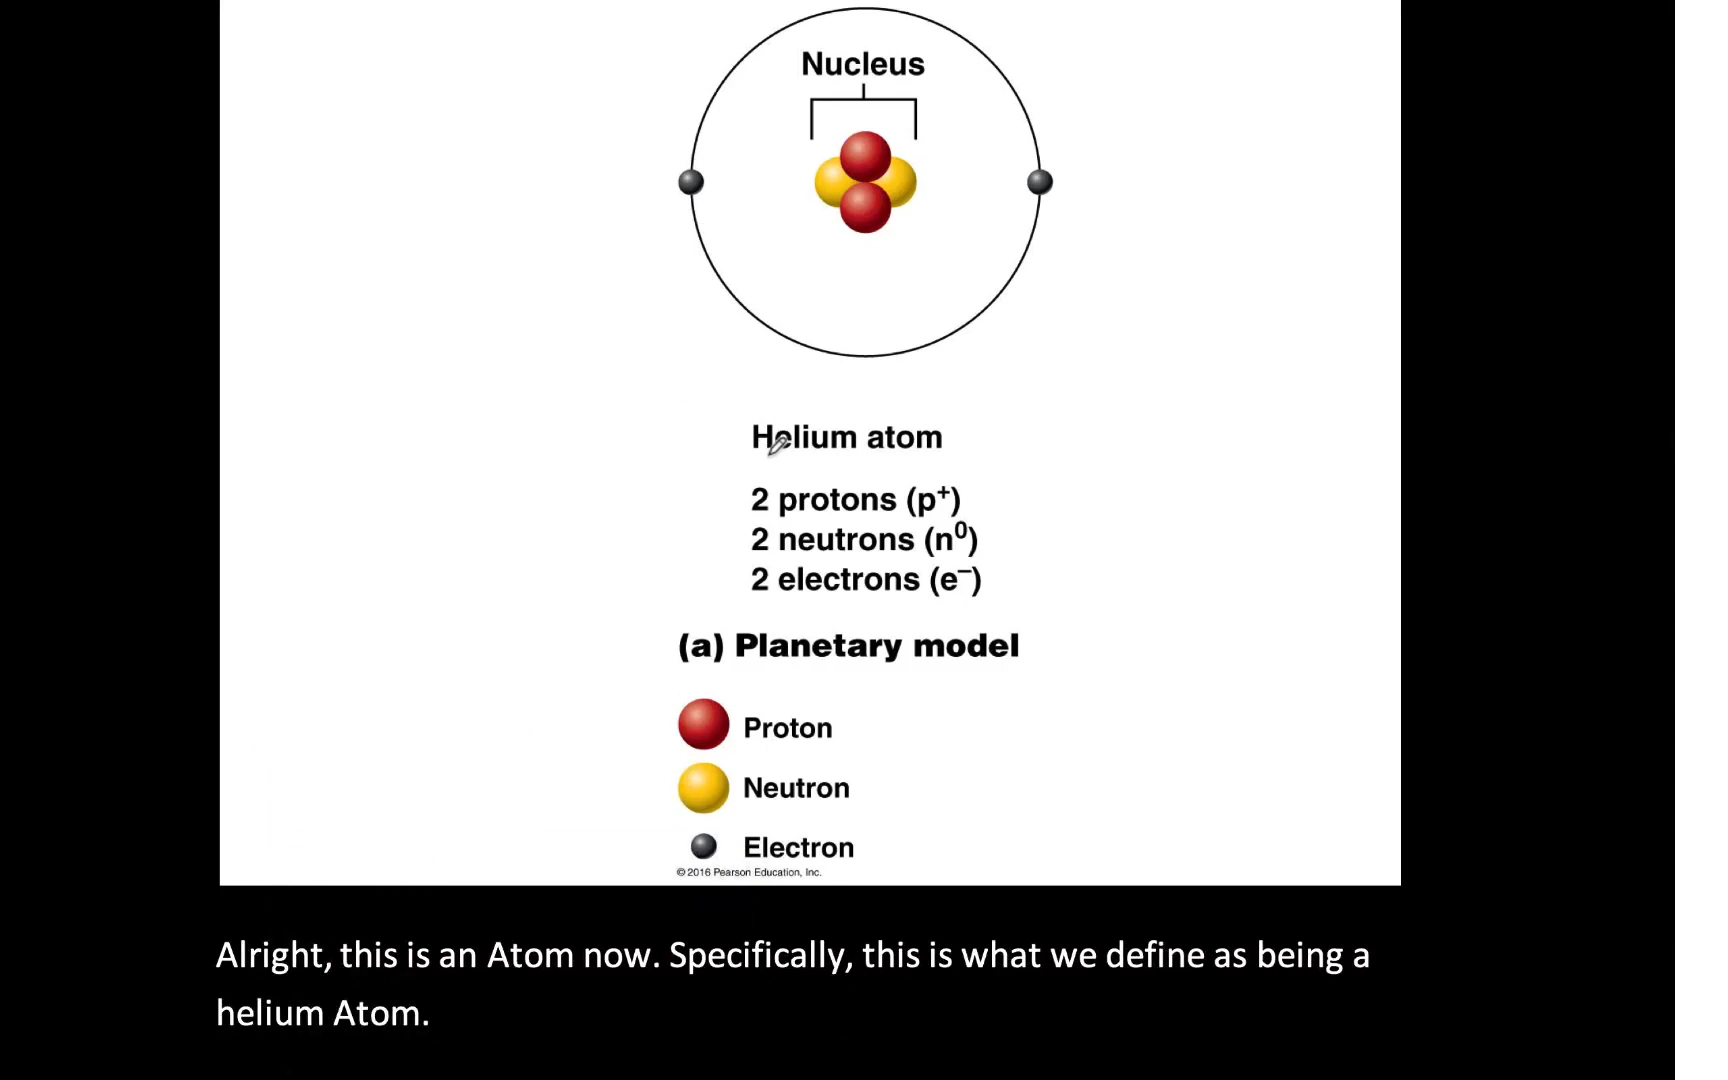 Nucleus
Helium atom
2 protons (p⁺)
2 neutrons (n⁰)
2 electrons (e⁻)
(a) Planetary model
Proton
Neutron
Electron
© 2016 Pearson Education, Inc.
Alright, this is an Atom now. Specifically, this is what we define as being a
helium Atom.